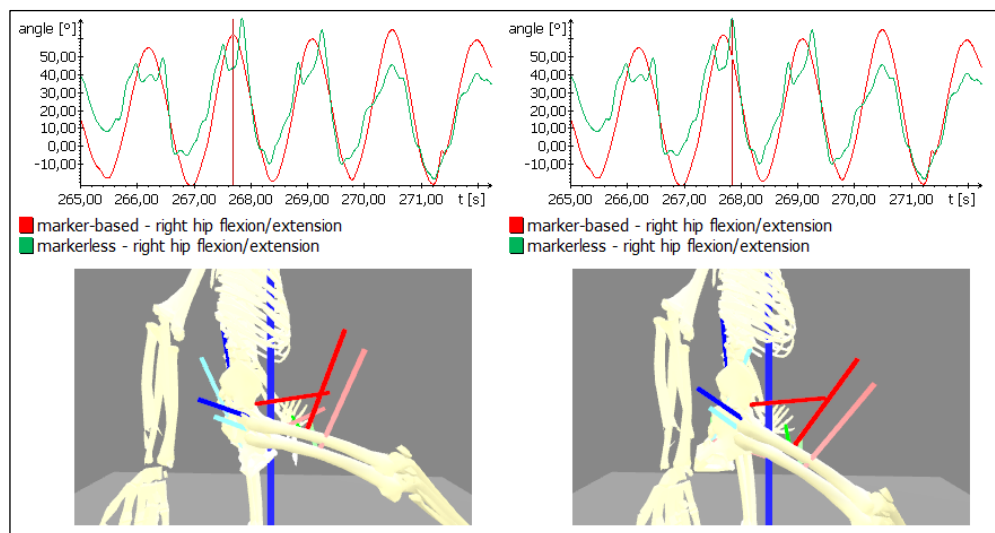 angle [º]
50,00
40,00
30,00
20,00
10,00
0,00
-10,00
265,00 266,00 267,00 268,00 269,00 270,00 271,00 t [s]
marker-based - right hip flexion/extension
markerless - right hip flexion/extension
angle [º]
50,00
40,00
30,00
20,00
10,00
0,00
-10,00
265,00 266,00 267,00 268,00 269,00 270,00 271,00 t [s]
marker-based - right hip flexion/extension
markerless - right hip flexion/extension